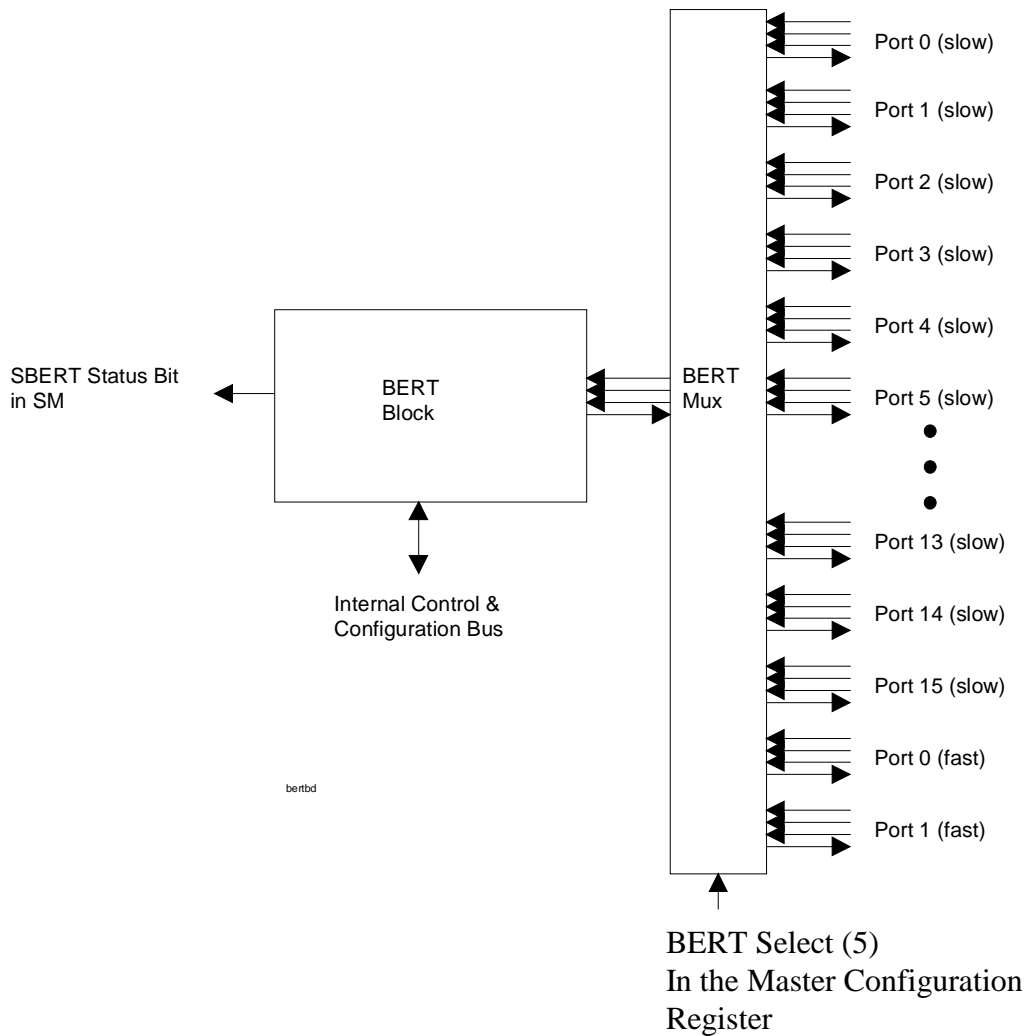 Port 0 (slow)
Port 1 (slow)
Port 2 (slow)
Port 3 (slow)
Port 4 (slow)
SBERT Status Bit
in SM
BERT
Block
BERT
Mux
Port 5 (slow)
Port 13 (slow)
Internal Control &
Configuration Bus
Port 14 (slow)
Port 15 (slow)
Port 0 (fast)
bertbd
Port 1 (fast)
BERT Select (5)
In the Master Configuration
Register